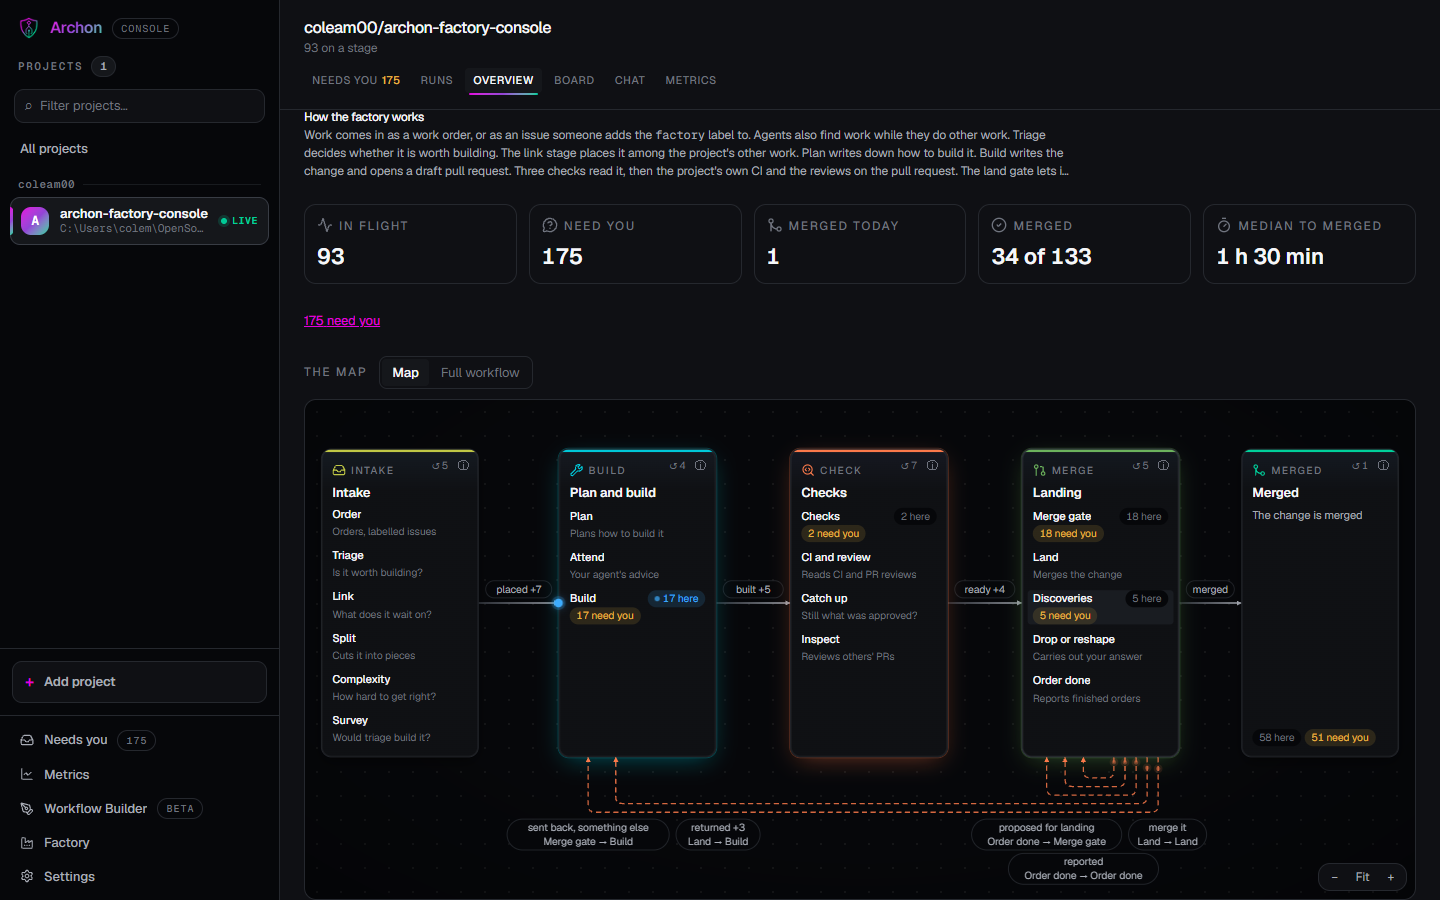 Archon CONSOLE
PROJECTS 1
Filter projects...
All projects
coleam00
A archon-factory-console LIVE
C:\Users\colem\OpenSo…
+ Add project
Needs you 175
Metrics
Workflow Builder BETA
Factory
Settings
coleam00/archon-factory-console
93 on a stage
NEEDS YOU 175 RUNS OVERVIEW BOARD CHAT METRICS
How the factory works
Work comes in as a work order, or as an issue someone adds the factory label to. Agents also find work while they do other work. Triage
decides whether it is worth building. The link stage places it among the project's other work. Plan writes down how to build it. Build writes the
change and opens a draft pull request. Three checks read it, then the project's own CI and the reviews on the pull request. The land gate lets i…
IN FLIGHT
93
NEED YOU
175
MERGED TODAY
1
MERGED
34 of 133
MEDIAN TO MERGED
1 h 30 min
175 need you
THE MAP Map Full workflow
INTAKE ↺ 5
Intake
Order
Orders, labelled issues
Triage
Is it worth building?
Link
What does it wait on?
Split
Cuts it into pieces
Complexity
How hard to get right?
Survey
Would triage build it?
placed +7
BUILD ↺ 4
Plan and build
Plan
Plans how to build it
Attend
Your agent's advice
Build 17 here
17 need you
built +5
CHECK ↺ 7
Checks
Checks 2 here
2 need you
CI and review
Reads CI and PR reviews
Catch up
Still what was approved?
Inspect
Reviews others' PRs
ready +4
MERGE ↺ 5
Landing
Merge gate 18 here
18 need you
Land
Merges the change
Discoveries 5 here
5 need you
Drop or reshape
Carries out your answer
Order done
Reports finished orders
merged
MERGED ↺ 1
Merged
The change is merged
58 here 51 need you
sent back, something else
Merge gate → Build
returned +3
Land → Build
proposed for landing
Order done → Merge gate
merge it
Land → Land
reported
Order done → Order done
− Fit +